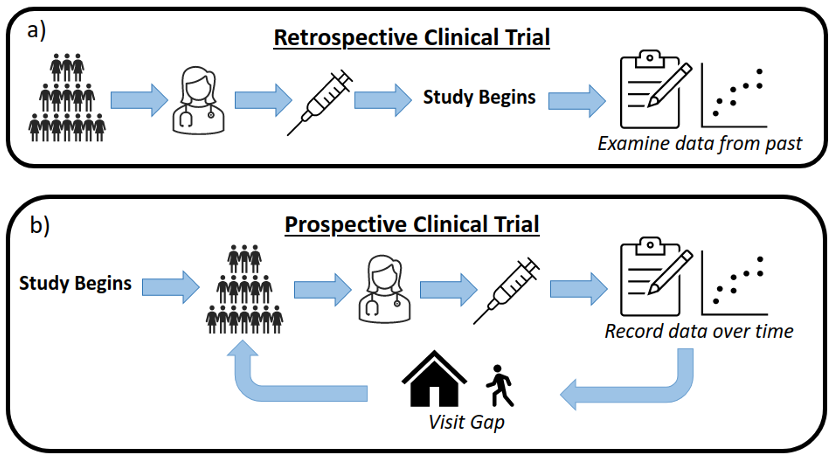 a)
Retrospective Clinical Trial
Study Begins
Examine data from past
b)
Prospective Clinical Trial
Study Begins
Record data over time
Visit Gap